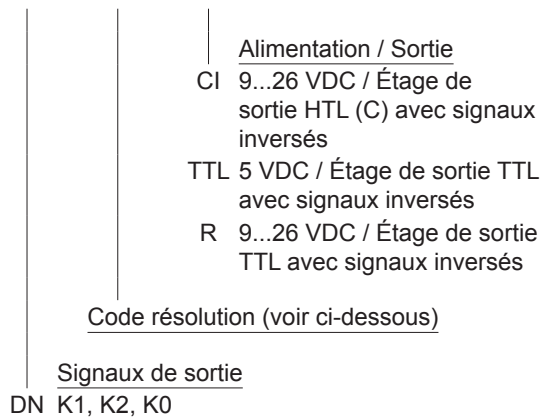 Alimentation / Sortie
CI 9...26 VDC / Étage de
sortie HTL (C) avec signaux
inversés
TTL 5 VDC / Étage de sortie TTL
avec signaux inversés
R 9...26 VDC / Étage de sortie
TTL avec signaux inversés
Code résolution (voir ci-dessous)
Signaux de sortie
DN K1, K2, K0